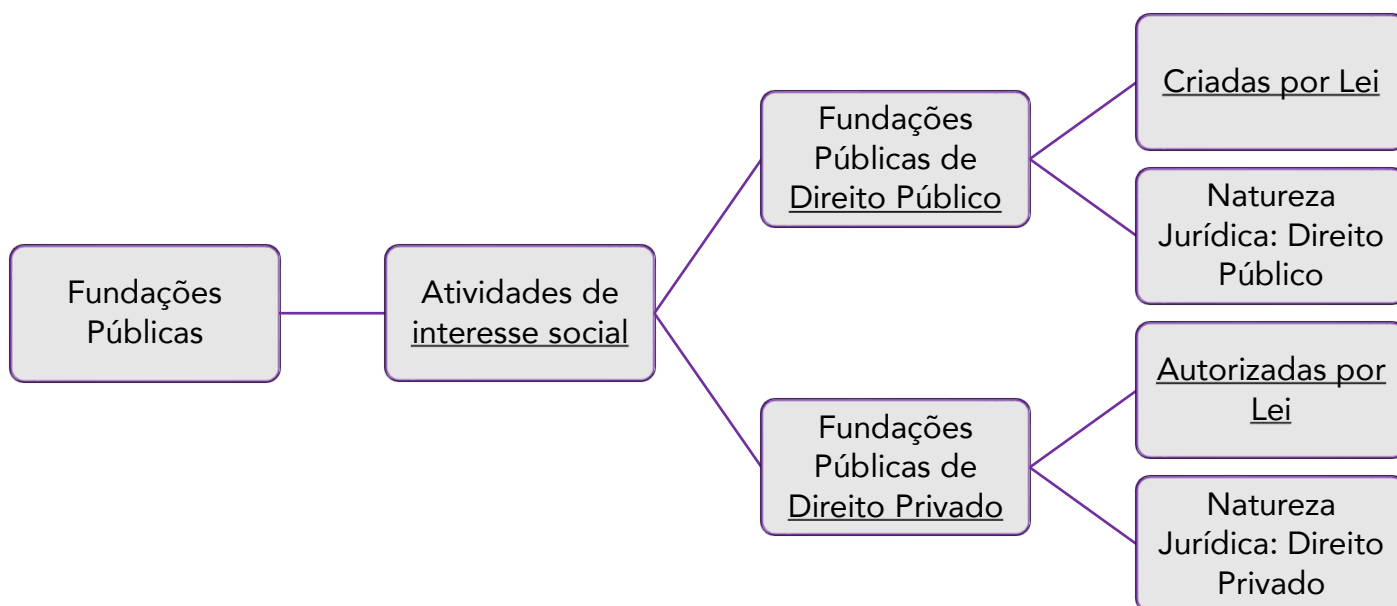 Fundações
Públicas
Atividades de
interesse social
Fundações
Públicas de
Direito Público
Criadas por Lei
Natureza
Jurídica: Direito
Público
Fundações
Públicas de
Direito Privado
Autorizadas por
Lei
Natureza
Jurídica: Direito
Privado